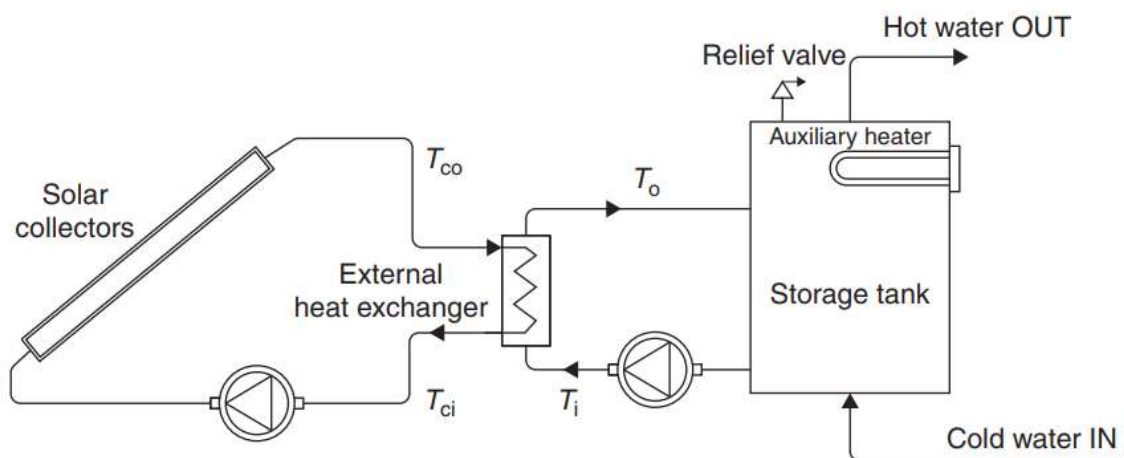 Hot water OUT
Relief valve
Auxiliary heater
T_co
T_o
Solar
collectors
External
heat exchanger
Storage tank
T_ci
T_i
Cold water IN